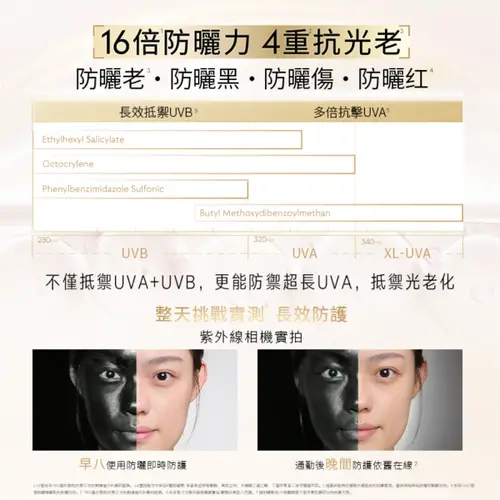 16倍防曬力 4重抗光老
防曬老・防曬黑・防曬傷・防曬紅
長效抵禦UVB
多倍抗擊UVA
Ethylhexyl Salicylate
Octocrylene
Phenylbenzimidazole Sulfonic
Butyl Methoxydibenzoylmethan
280 320 340
UVB UVA XL-UVA
不僅抵禦UVA+UVB，更能防禦超長UVA，抵禦光老化
整天挑戰實測 長效防護
紫外線相機實拍
早八使用防曬即時防護
通勤後晚間防護依舊在線